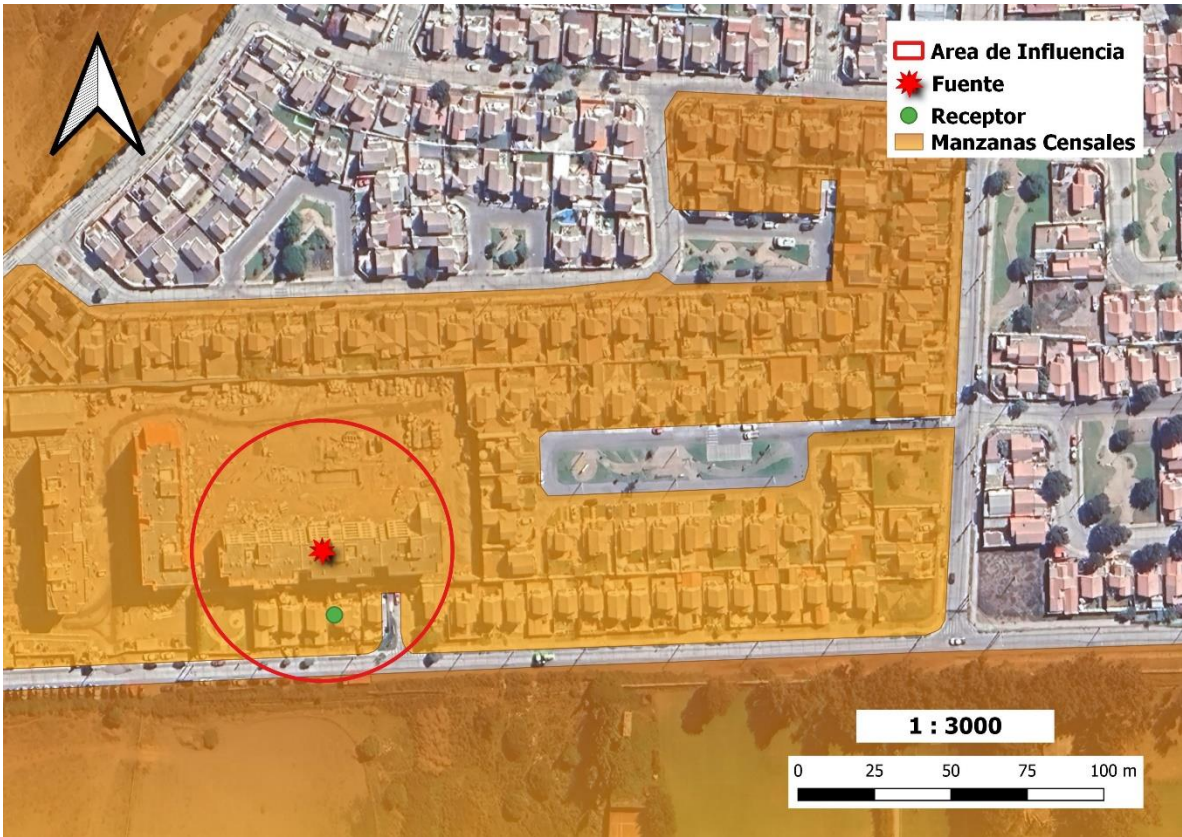 Area de Influencia
Fuente
Receptor
Manzanas Censales
1 : 3000
0 25 50 75 100 m